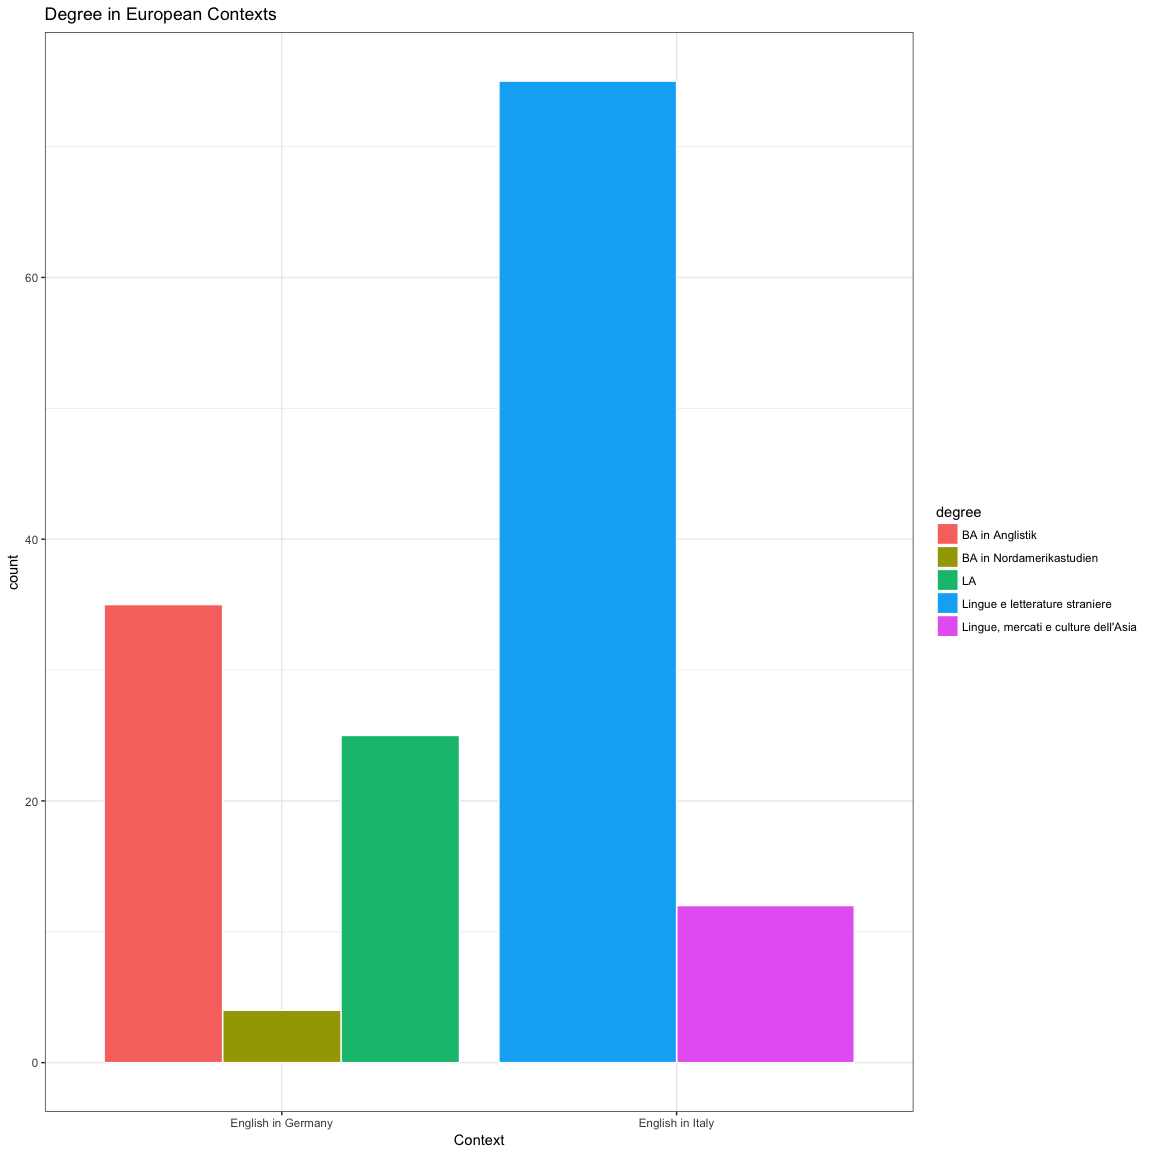 Degree in European Contexts
60
40
20
0
count
English in Germany
English in Italy
Context
degree
BA in Anglistik
BA in Nordamerikastudien
LA
Lingue e letterature straniere
Lingue, mercati e culture dell'Asia